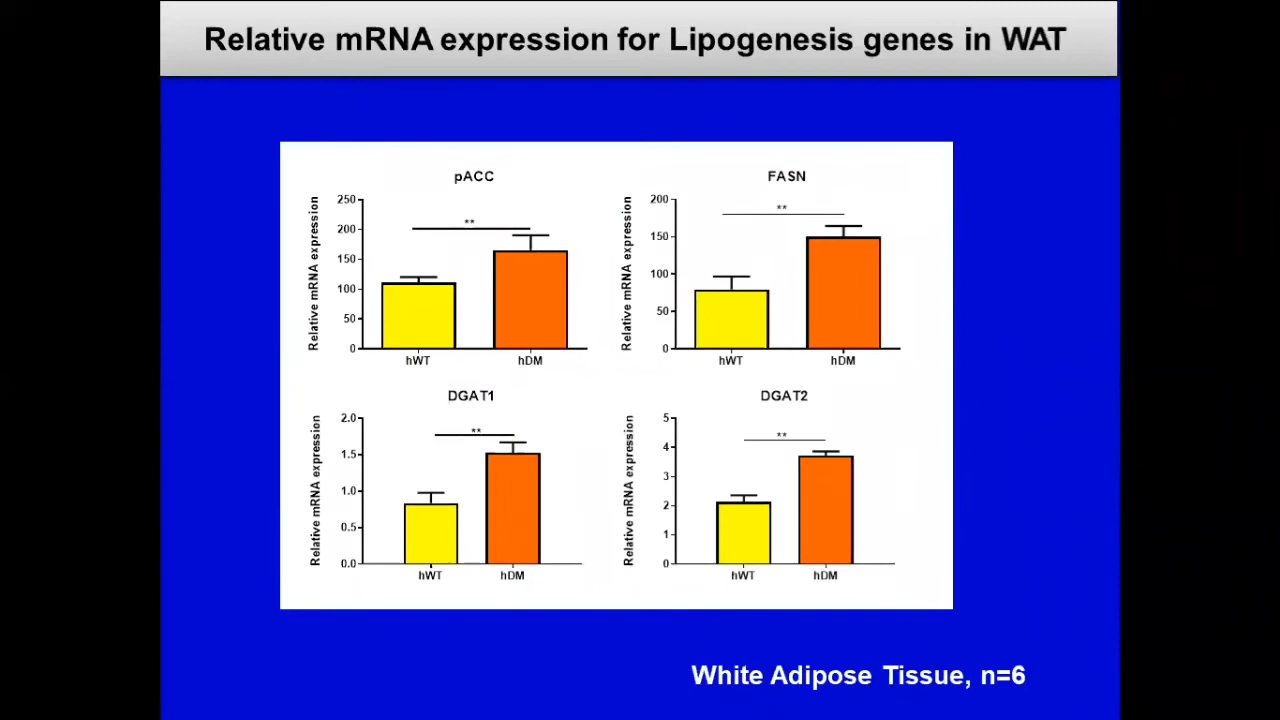 Relative mRNA expression for Lipogenesis genes in WAT
pACC
Relative mRNA expression
250
200
150
100
50
0
**
hWT
hDM
FASN
Relative mRNA expression
200
150
100
50
0
**
hWT
hDM
DGAT1
Relative mRNA expression
2.0
1.5
1.0
0.5
0.0
**
hWT
hDM
DGAT2
Relative mRNA expression
5
4
3
2
1
0
**
hWT
hDM
White Adipose Tissue, n=6